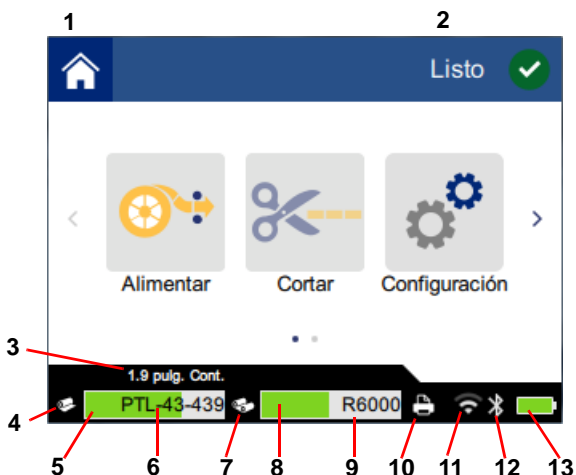 1 2
Listo
Alimentar Cortar Configuración
3
1.9 pulg. Cont.
4 PTL-43-439 R6000
5 6 7 8 9 10 11 12 13